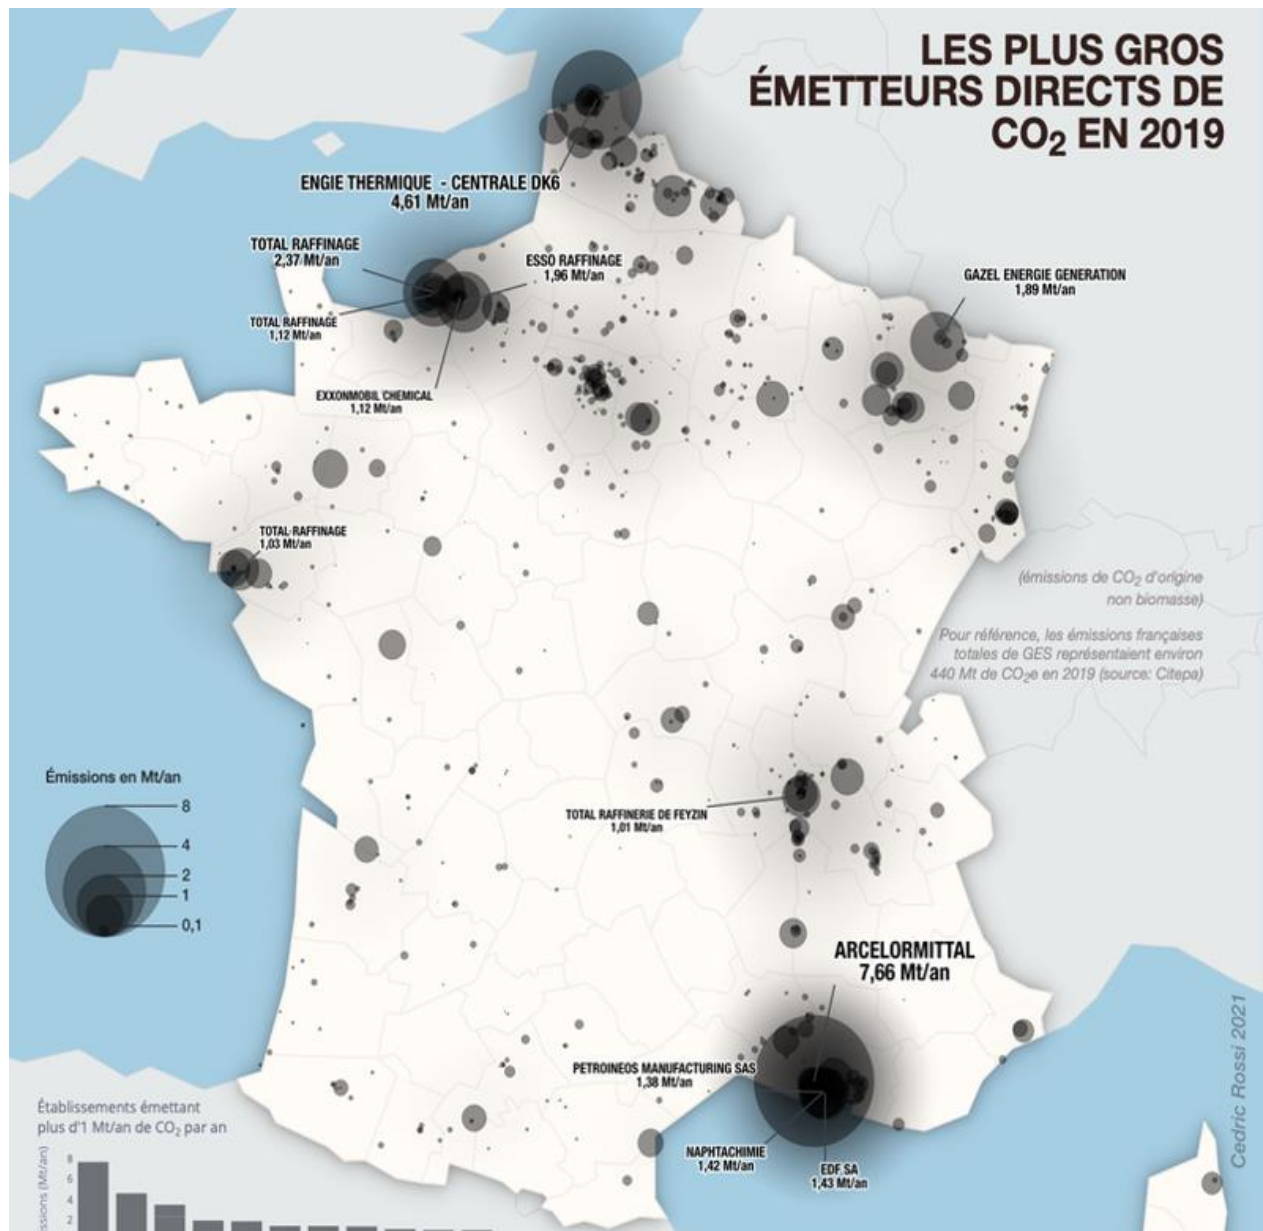 LES PLUS GROS
ÉMETTEURS DIRECTS DE
CO₂ EN 2019
ENGIE THERMIQUE - CENTRALE DK6
4,61 Mt/an
TOTAL RAFFINAGE
2,37 Mt/an
ESSO RAFFINAGE
1,96 Mt/an
GAZEL ENERGIE GENERATION
1,89 Mt/an
TOTAL RAFFINAGE
1,12 Mt/an
EXXONMOBIL CHEMICAL
1,12 Mt/an
TOTAL RAFFINAGE
1,03 Mt/an
(émissions de CO₂ d'origine
non biomasse)
Pour référence, les émissions françaises
totales de GES représentaient environ
440 Mt de CO₂e en 2019 (source: Citepa)
Émissions en Mt/an
8
4
2
1
0,1
TOTAL RAFFINERIE DE FEYZIN
1,01 Mt/an
ARCELORMITTAL
7,66 Mt/an
PETROINEOS MANUFACTURING SAS
1,38 Mt/an
NAPHTACHIMIE
1,42 Mt/an
EDF SA
1,43 Mt/an
Cedric Rossi 2021
Établissements émettant
plus d'1 Mt/an de CO₂ par an
(Mt/an)
8
6
4
2